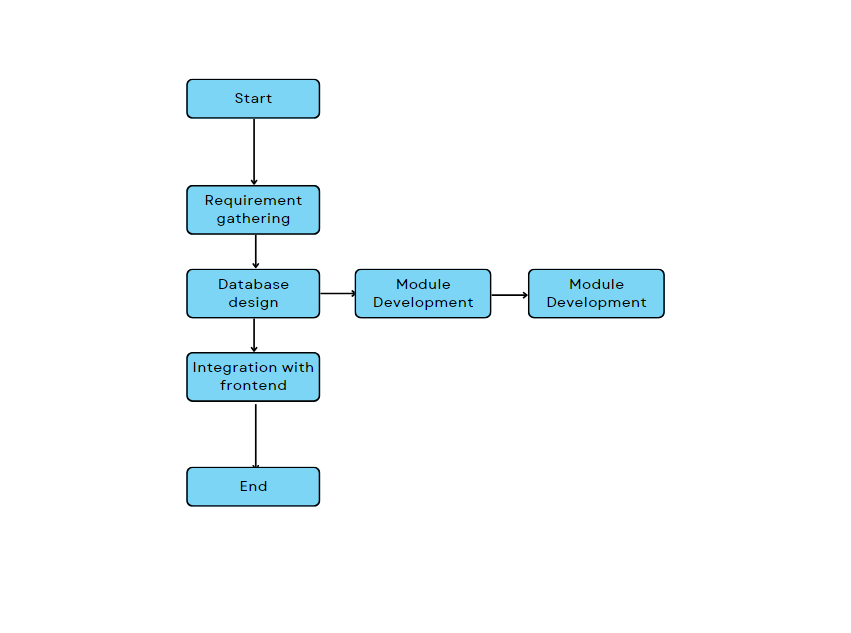 Start
Requirement
gathering
Database
design
Module
Development
Module
Development
Integration with
frontend
End